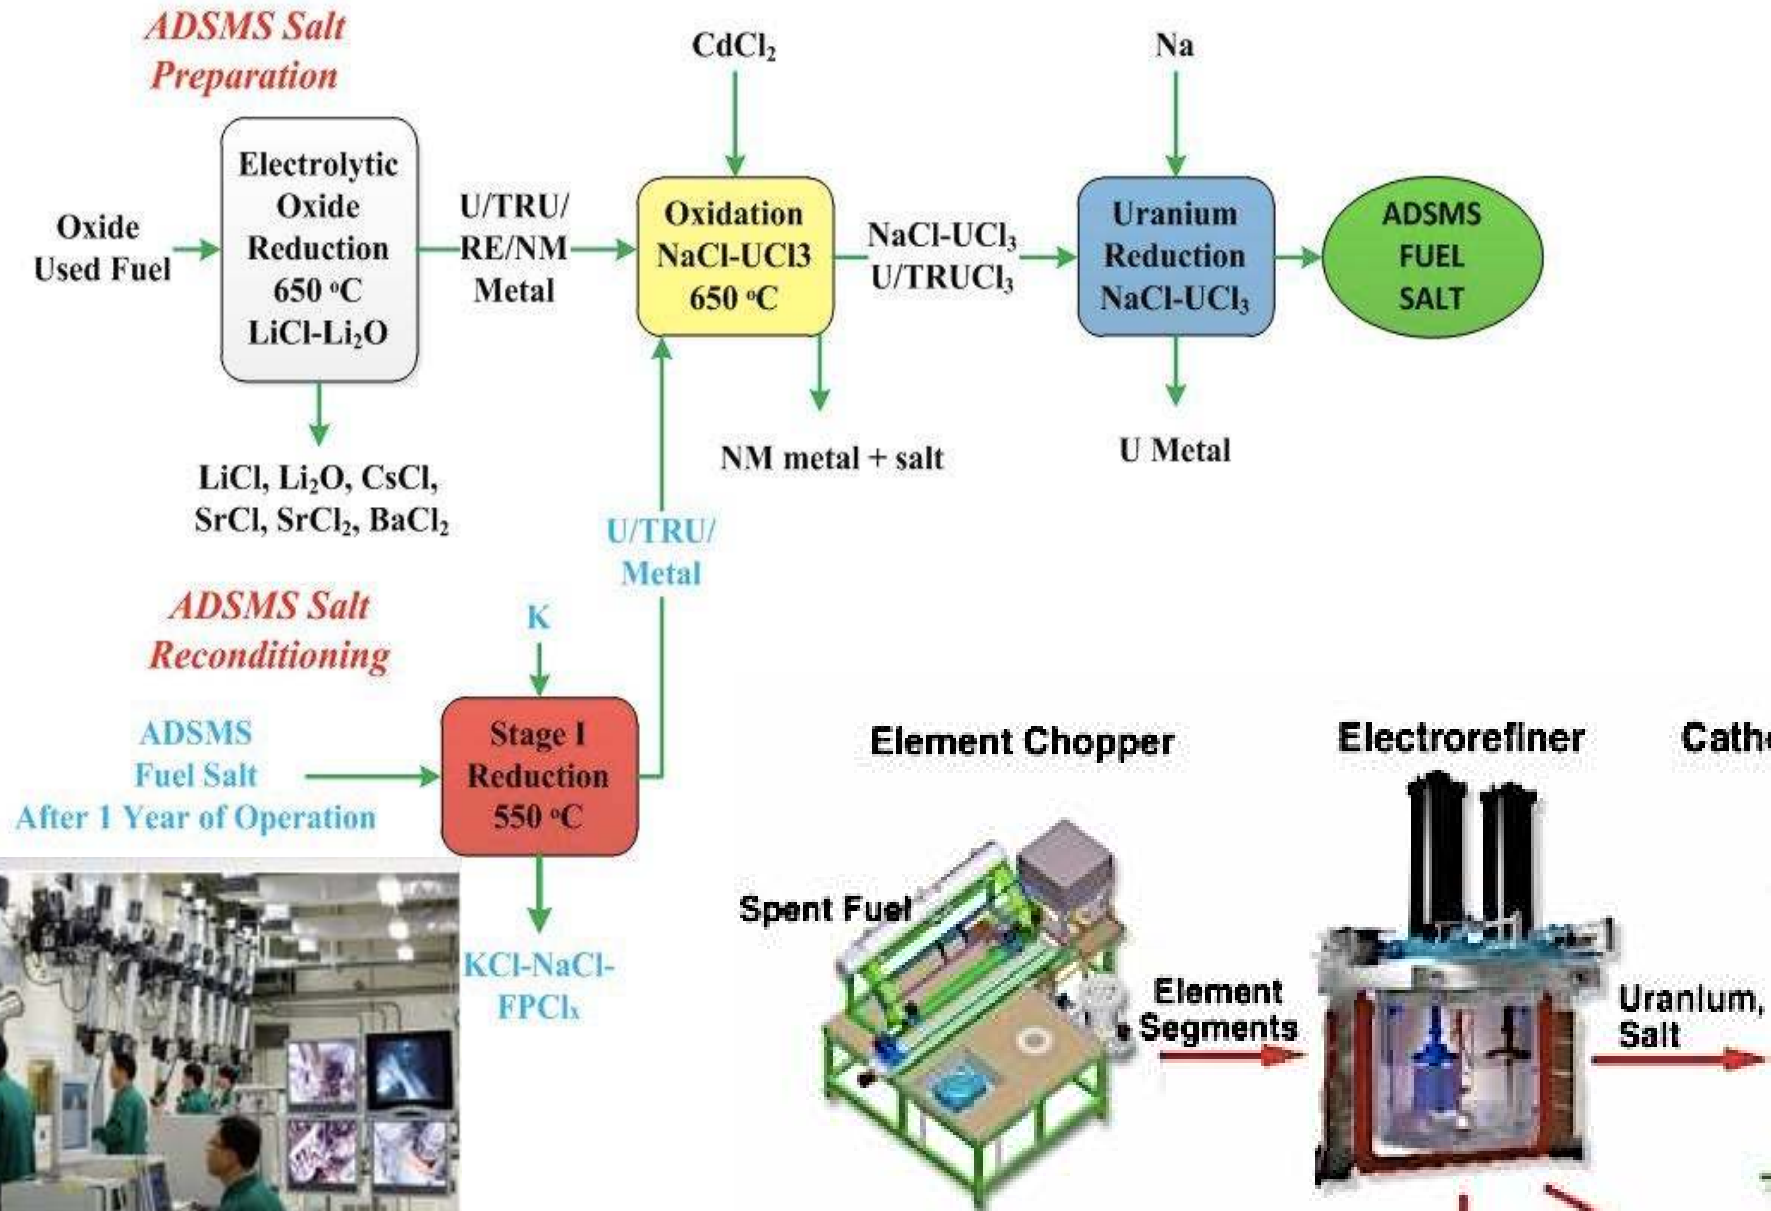 ADSMS Salt
Preparation
CdCl₂
Na
Electrolytic
Oxide
Reduction
650 ᵒC
LiCl-Li₂O
Oxide
Used Fuel
U/TRU/
RE/NM
Metal
Oxidation
NaCl-UCl3
650 ᵒC
NaCl-UCl₃
U/TRUCl₃
Uranium
Reduction
NaCl-UCl₃
ADSMS
FUEL
SALT
LiCl, Li₂O, CsCl,
SrCl, SrCl₂, BaCl₂
NM metal + salt
U Metal
U/TRU/
Metal
ADSMS Salt
Reconditioning
K
ADSMS
Fuel Salt
After 1 Year of Operation
Stage I
Reduction
550 ᵒC
KCl-NaCl-
FPClₓ
Element Chopper
Electrorefiner
Spent Fuel
Element
Segments
Uranium,
Salt